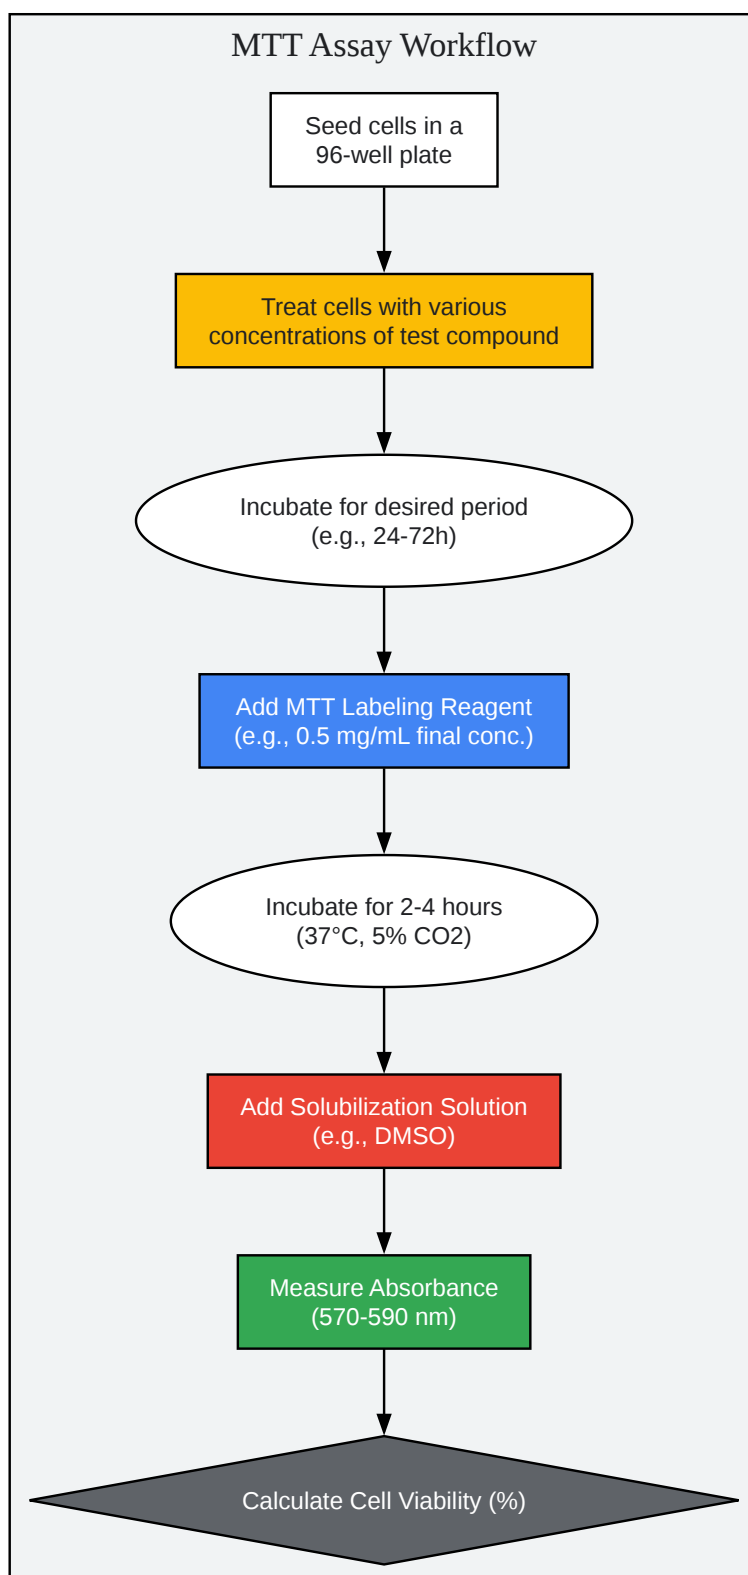 MTT Assay Workflow
Seed cells in a
96-well plate
Treat cells with various
concentrations of test compound
Incubate for desired period
(e.g., 24-72h)
Add MTT Labeling Reagent
(e.g., 0.5 mg/mL final conc.)
Incubate for 2-4 hours
(37°C, 5% CO2)
Add Solubilization Solution
(e.g., DMSO)
Measure Absorbance
(570-590 nm)
Calculate Cell Viability (%)